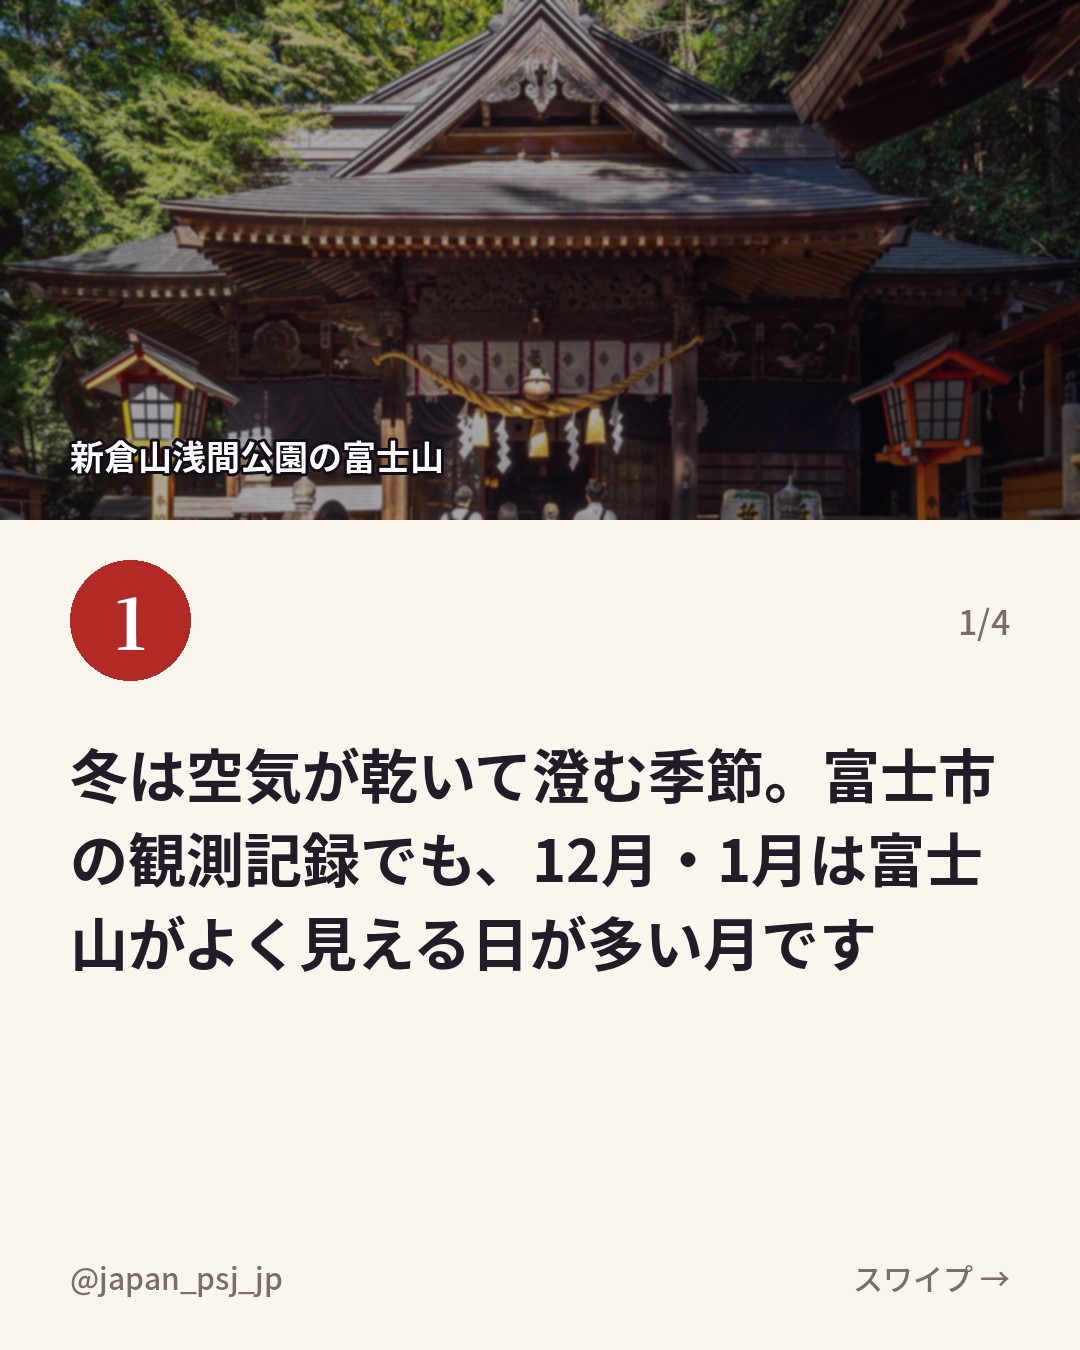 新倉山浅間公園の富士山
1
1/4
冬は空気が乾いて澄む季節。富士市
の観測記録でも、12月・1月は富士
山がよく見える日が多い月です
@japan_psj_jp
スワイプ →